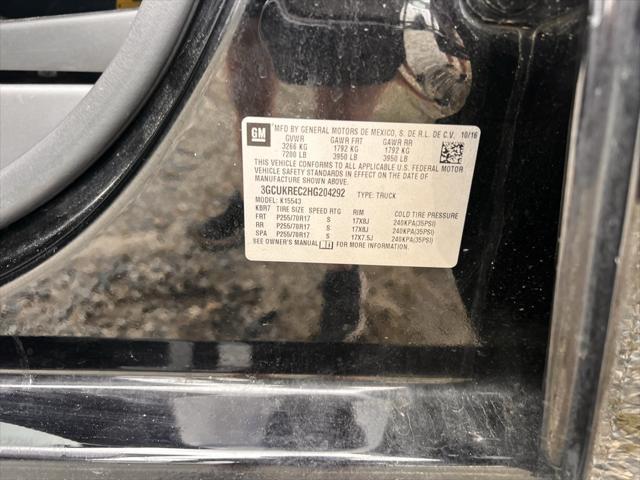 GM MFD BY GENERAL MOTORS DE MEXICO, S. DE R.L. DE C.V. 10/16
GVWR GAWR FRT GAWR RR
3266 KG 1792 KG 1792 KG
7200 LB 3950 LB 3950 LB
THIS VEHICLE CONFORMS TO ALL APPLICABLE U.S. FEDERAL MOTOR
VEHICLE SAFETY STANDARDS IN EFFECT ON THE DATE OF
MANUFACTURE SHOWN ABOVE.
3GCUKREC2HG204292 TYPE: TRUCK
MODEL: K15543
K8R7 TIRE SIZE SPEED RTG RIM COLD TIRE PRESSURE
FRT P255/70R17 S 17X8J 240KPA(35PSI)
RR P255/70R17 S 17X8J 240KPA(35PSI)
SPA P255/70R17 S 17X7.5J 240KPA(35PSI)
SEE OWNER'S MANUAL FOR MORE INFORMATION.